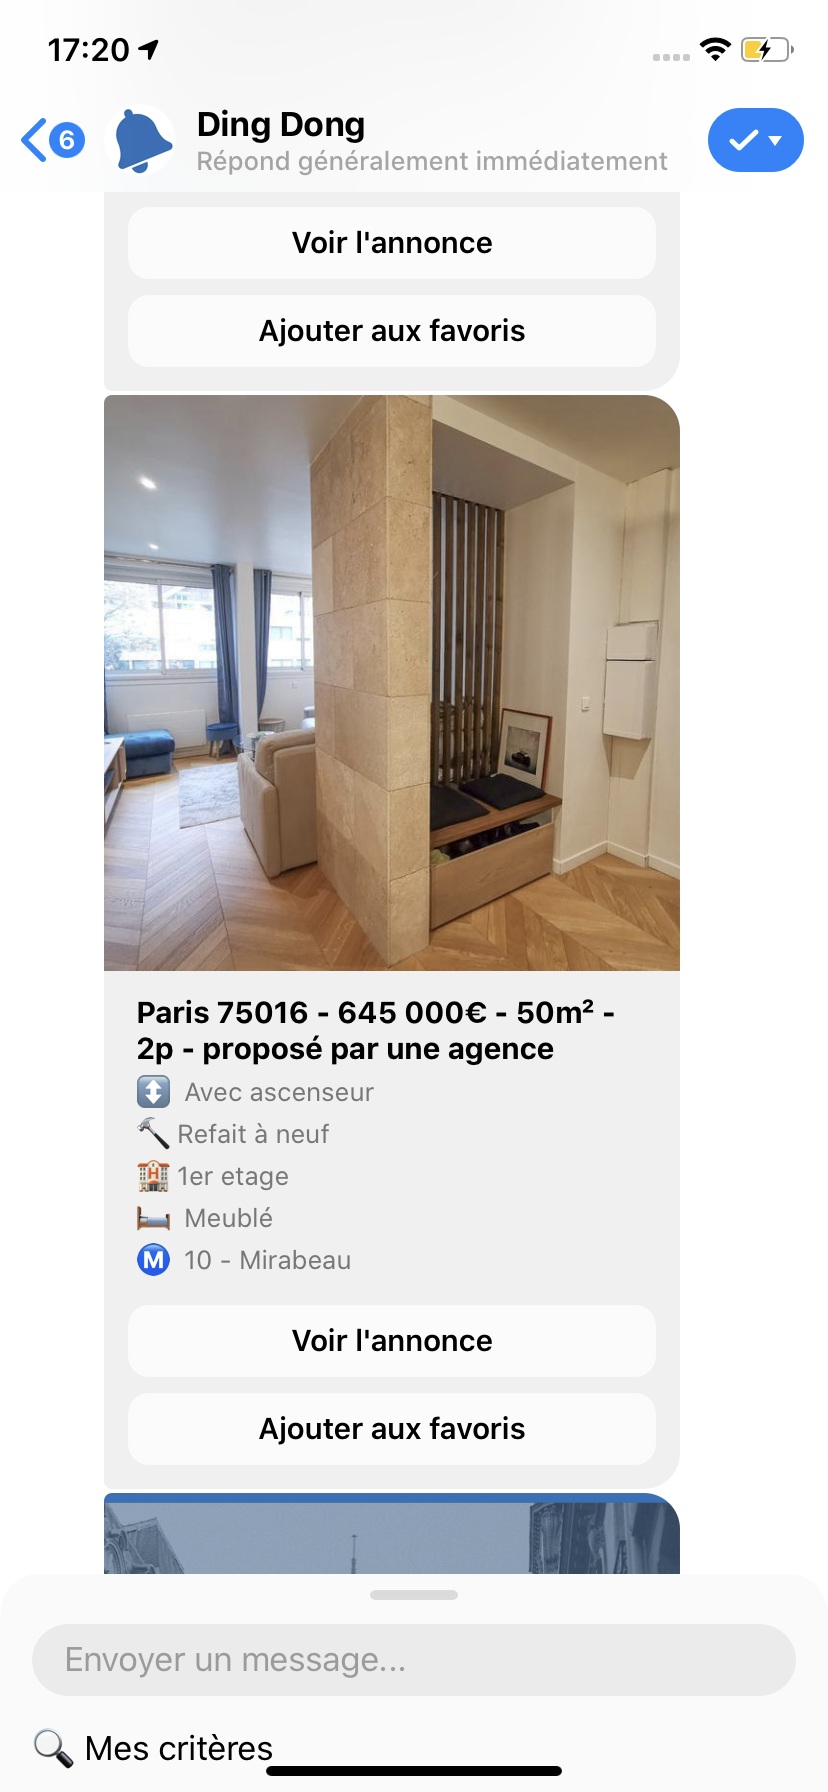 17:20
6
Ding Dong
Répond généralement immédiatement
Voir l'annonce
Ajouter aux favoris
Paris 75016 - 645 000€ - 50m² -
2p - proposé par une agence
↕️ Avec ascenseur
🔨 Refait à neuf
🏩 1er etage
🛏️ Meublé
Ⓜ️ 10 - Mirabeau
Voir l'annonce
Ajouter aux favoris
Envoyer un message...
🔍 Mes critères